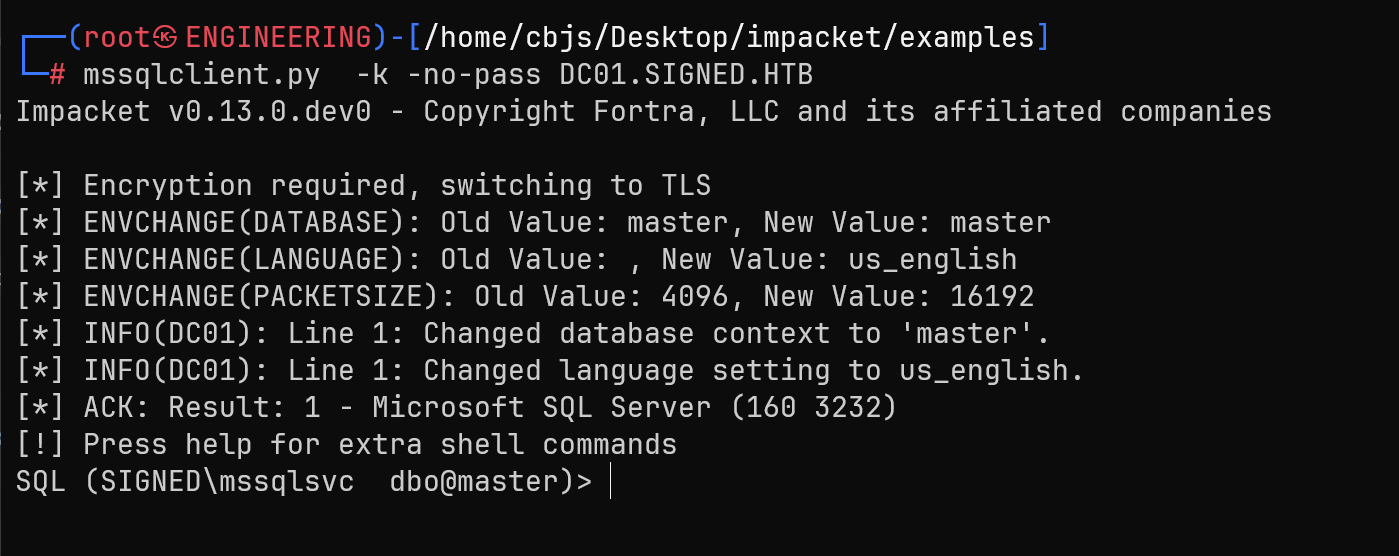 ┌──(root㉿ENGINEERING)-[/home/cbjs/Desktop/impacket/examples]
└─# mssqlclient.py  -k -no-pass DC01.SIGNED.HTB
Impacket v0.13.0.dev0 - Copyright Fortra, LLC and its affiliated companies
[*] Encryption required, switching to TLS
[*] ENVCHANGE(DATABASE): Old Value: master, New Value: master
[*] ENVCHANGE(LANGUAGE): Old Value: , New Value: us_english
[*] ENVCHANGE(PACKETSIZE): Old Value: 4096, New Value: 16192
[*] INFO(DC01): Line 1: Changed database context to 'master'.
[*] INFO(DC01): Line 1: Changed language setting to us_english.
[*] ACK: Result: 1 - Microsoft SQL Server (160 3232)
[!] Press help for extra shell commands
SQL (SIGNED\mssqlsvc  dbo@master)>